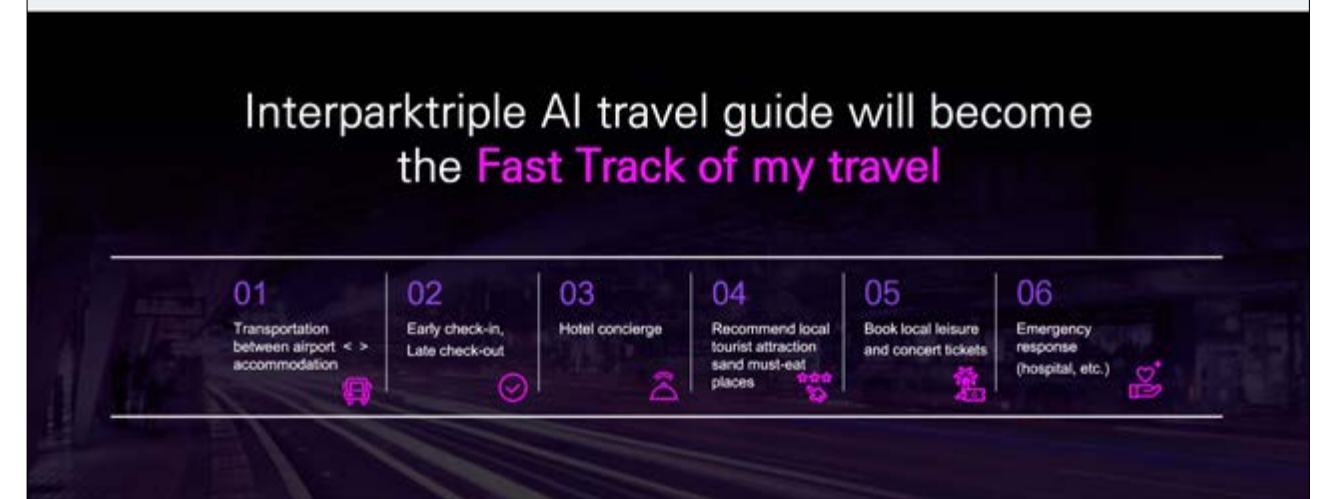 Interparktriple AI travel guide will become
the Fast Track of my travel
01
Transportation
between airport < >
accommodation
02
Early check-in,
Late check-out
03
Hotel concierge
04
Recommend local
tourist attraction
sand must-eat
places
05
Book local leisure
and concert tickets
06
Emergency
response
(hospital, etc.)